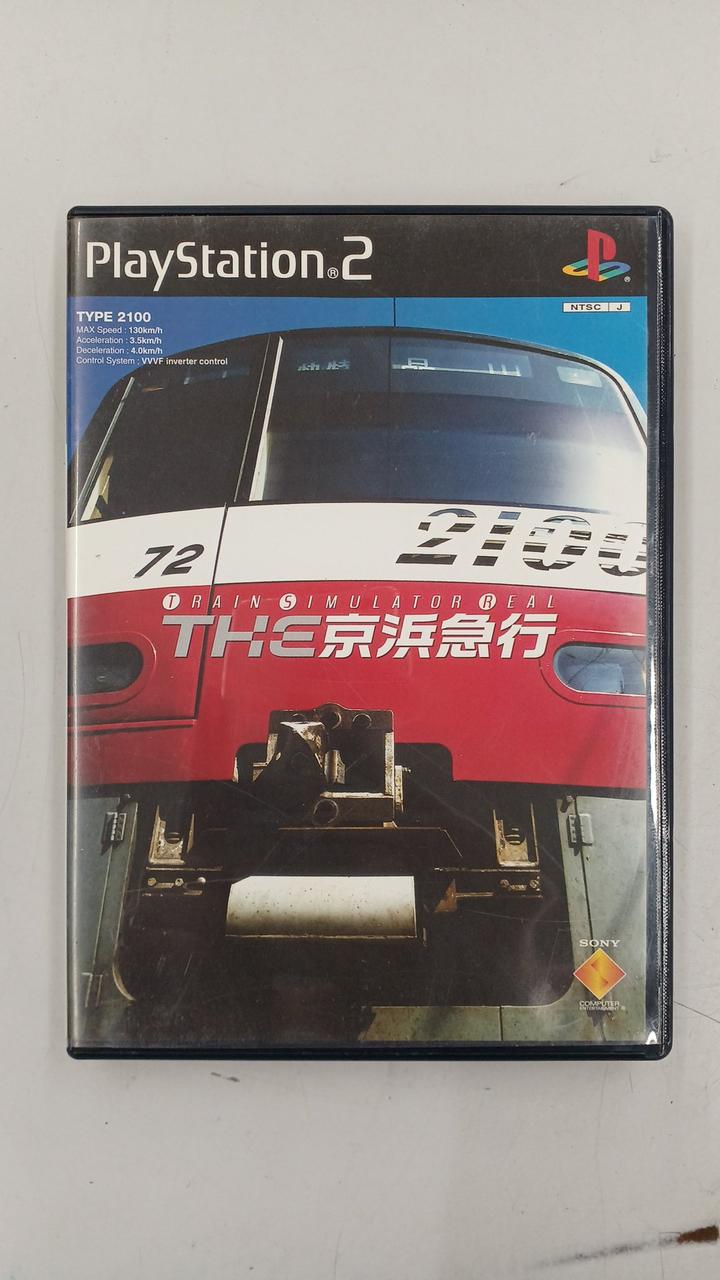 PlayStation®2
NTSC J
TYPE 2100
MAX Speed : 130km/h
Acceleration : 3.5km/h
Deceleration : 4.0km/h
Control System : VVVF inverter control
72
2100
TRAIN SIMULATOR REAL
THE京浜急行
SONY
COMPUTER
ENTERTAINMENT®